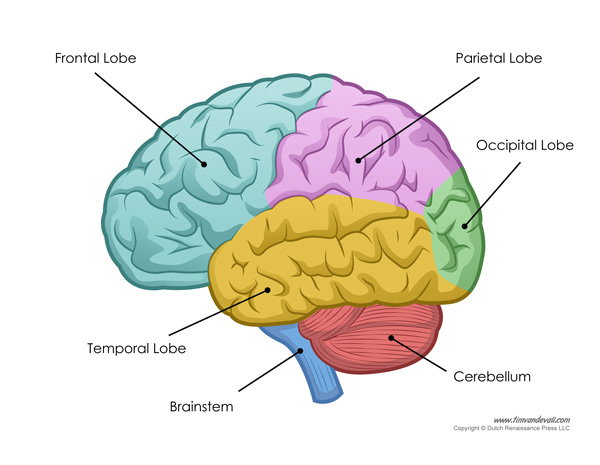 Frontal Lobe
Parietal Lobe
Occipital Lobe
Temporal Lobe
Cerebellum
Brainstem
www.timvandevall.com
Copyright © Dutch Renaissance Press LLC